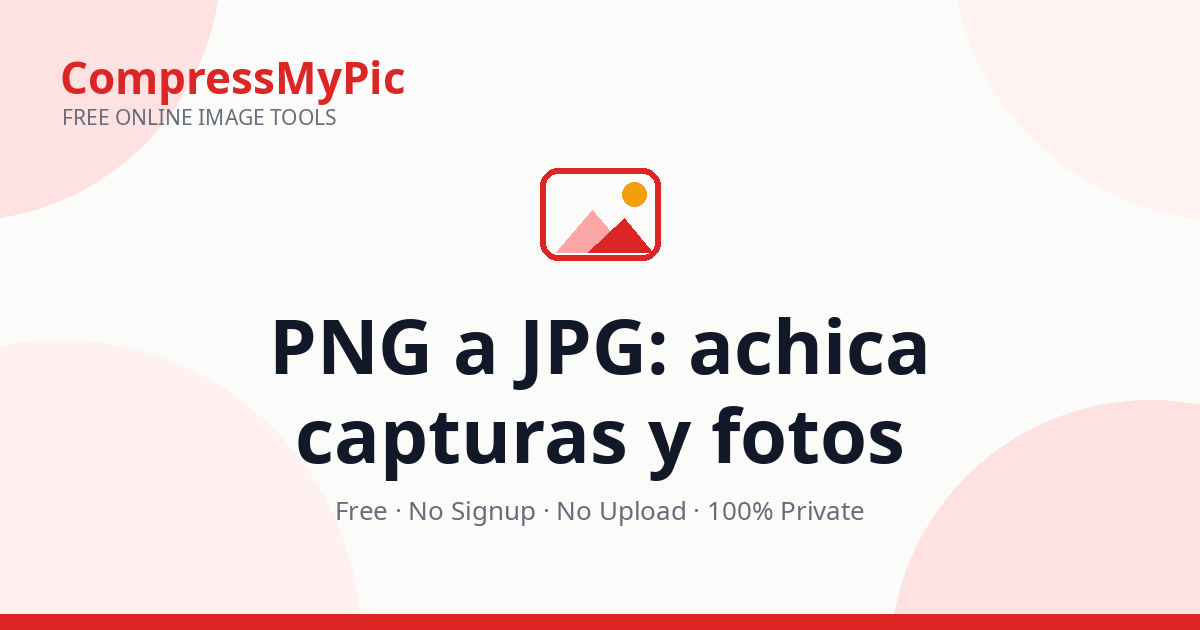 CompressMyPic
FREE ONLINE IMAGE TOOLS
PNG a JPG: achica
capturas y fotos
Free · No Signup · No Upload · 100% Private